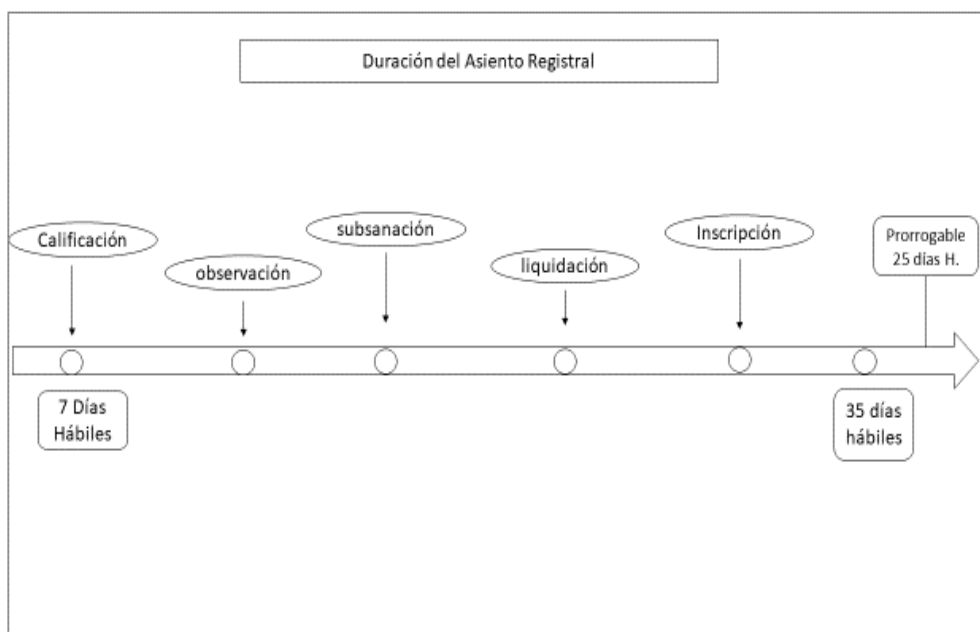 Duración del Asiento Registral
Calificación
observación
subsanación
liquidación
Inscripción
Prorrogable
25 días H.
7 Días
Hábiles
35 días
hábiles